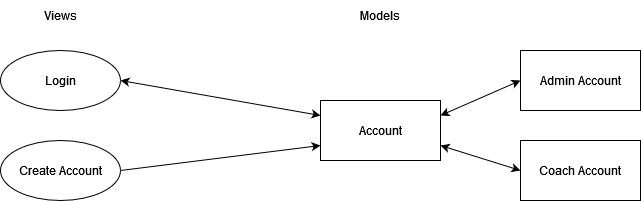 Views
Models
Login
Admin Account
Account
Create Account
Coach Account